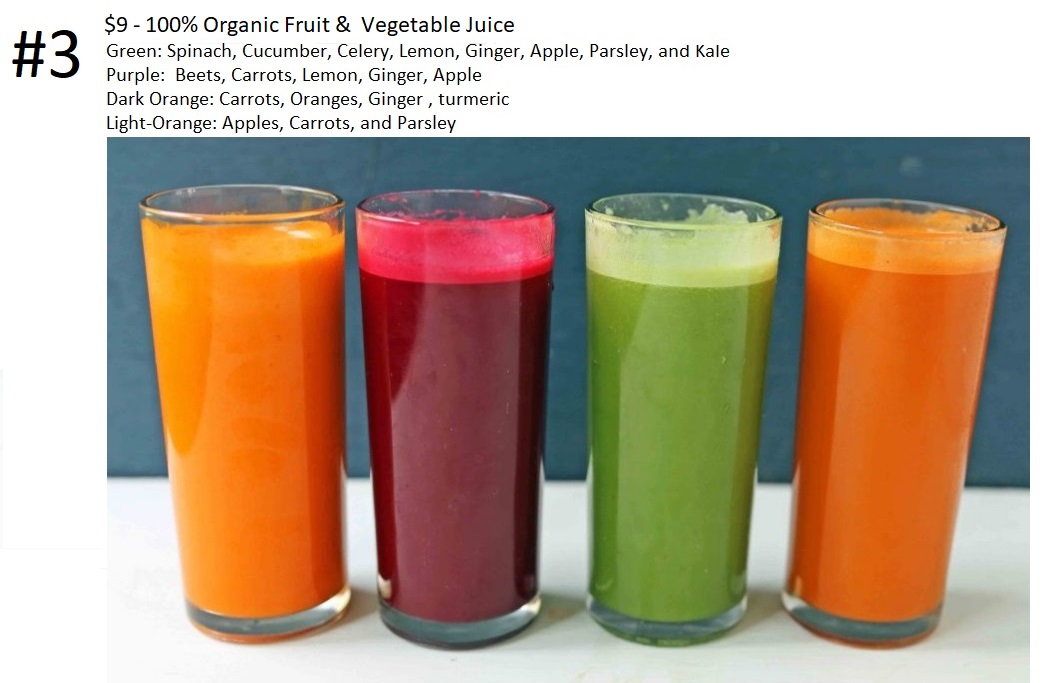 #3
$9 - 100% Organic Fruit & Vegetable Juice
Green: Spinach, Cucumber, Celery, Lemon, Ginger, Apple, Parsley, and Kale
Purple: Beets, Carrots, Lemon, Ginger, Apple
Dark Orange: Carrots, Oranges, Ginger , turmeric
Light-Orange: Apples, Carrots, and Parsley